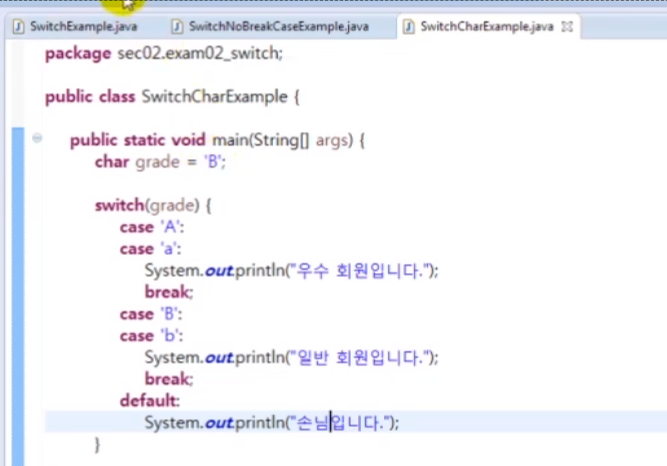 SwitchExample.java SwitchNoBreakCaseExample.java SwitchCharExample.java
package sec02.exam02_switch;
public class SwitchCharExample {
public static void main(String[] args) {
char grade = 'B';
switch(grade) {
case 'A':
case 'a':
System.out.println("우수 회원입니다.");
break;
case 'B':
case 'b':
System.out.println("일반 회원입니다.");
break;
default:
System.out.println("손님입니다.");
}